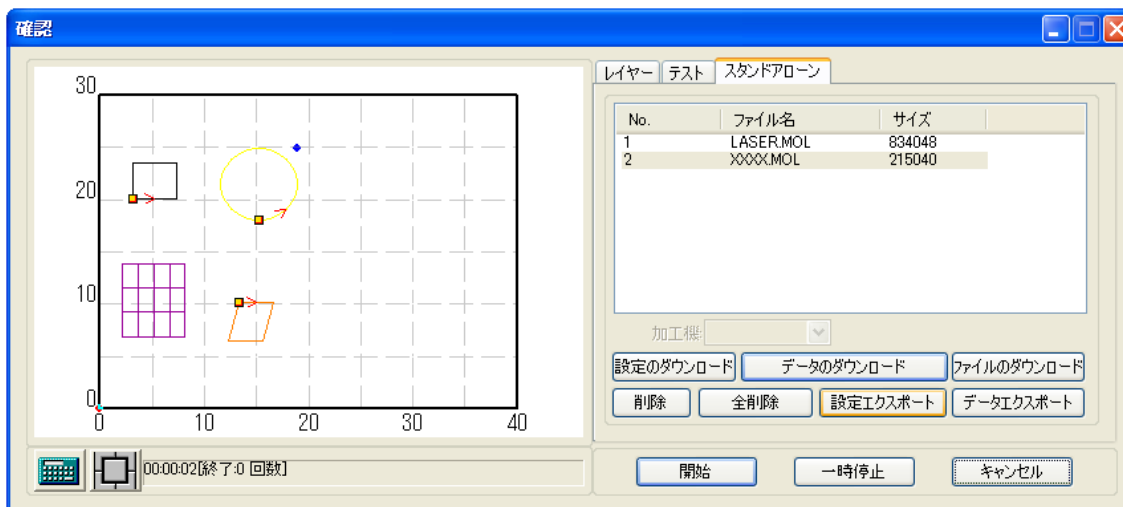 確認
30
20
10
0
0 10 20 30 40
00:00:02[終了:0 回数]
レイヤー テスト スタンドアローン
No. ファイル名 サイズ
1 LASER.MOL 834048
2 XXXX.MOL 215040
加工機:
設定のダウンロード データのダウンロード ファイルのダウンロード
削除 全削除 設定エクスポート データエクスポート
開始 一時停止 キャンセル